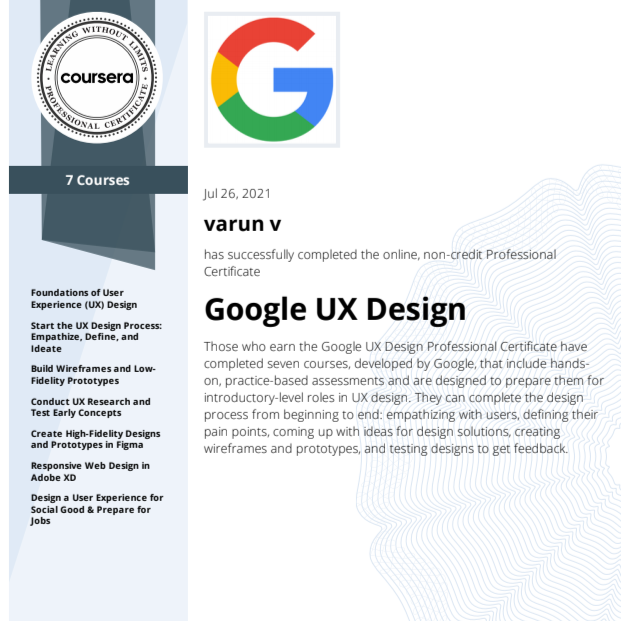 LEARNING WITHOUT LIMITS
coursera
PROFESSIONAL CERTIFICATE
7 Courses
Foundations of User
Experience (UX) Design
Start the UX Design Process:
Empathize, Define, and
Ideate
Build Wireframes and Low-
Fidelity Prototypes
Conduct UX Research and
Test Early Concepts
Create High-Fidelity Designs
and Prototypes in Figma
Responsive Web Design in
Adobe XD
Design a User Experience for
Social Good & Prepare for
Jobs
G
Jul 26, 2021
varun v
has successfully completed the online, non-credit Professional
Certificate
Google UX Design
Those who earn the Google UX Design Professional Certificate have
completed seven courses, developed by Google, that include hands-
on, practice-based assessments and are designed to prepare them for
introductory-level roles in UX design. They can complete the design
process from beginning to end: empathizing with users, defining their
pain points, coming up with ideas for design solutions, creating
wireframes and prototypes, and testing designs to get feedback.